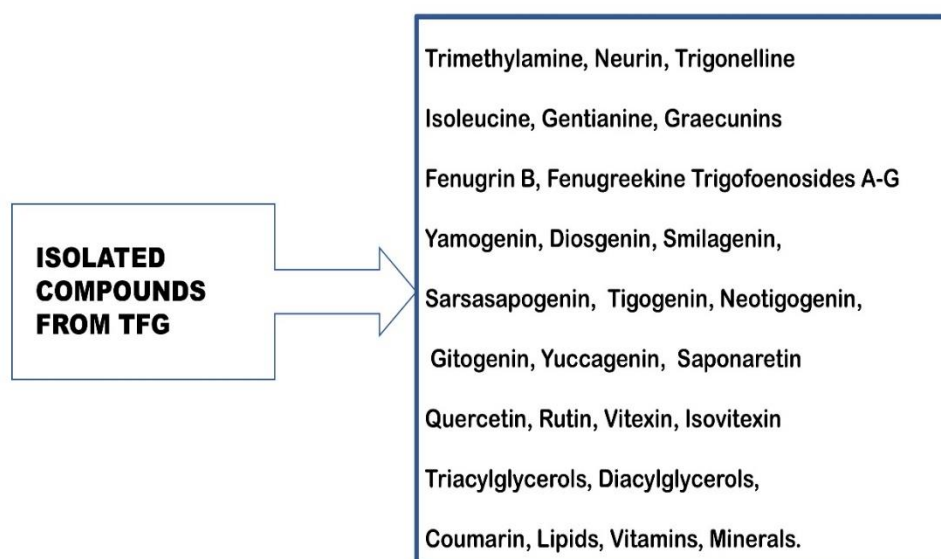 ISOLATED
COMPOUNDS
FROM TFG
Trimethylamine, Neurin, Trigonelline
Isoleucine, Gentianine, Graecunins
Fenugrin B, Fenugreekine Trigofoenosides A-G
Yamogenin, Diosgenin, Smilagenin,
Sarsasapogenin, Tigogenin, Neotigogenin,
Gitogenin, Yuccagenin, Saponaretin
Quercetin, Rutin, Vitexin, Isovitexin
Triacylglycerols, Diacylglycerols,
Coumarin, Lipids, Vitamins, Minerals.